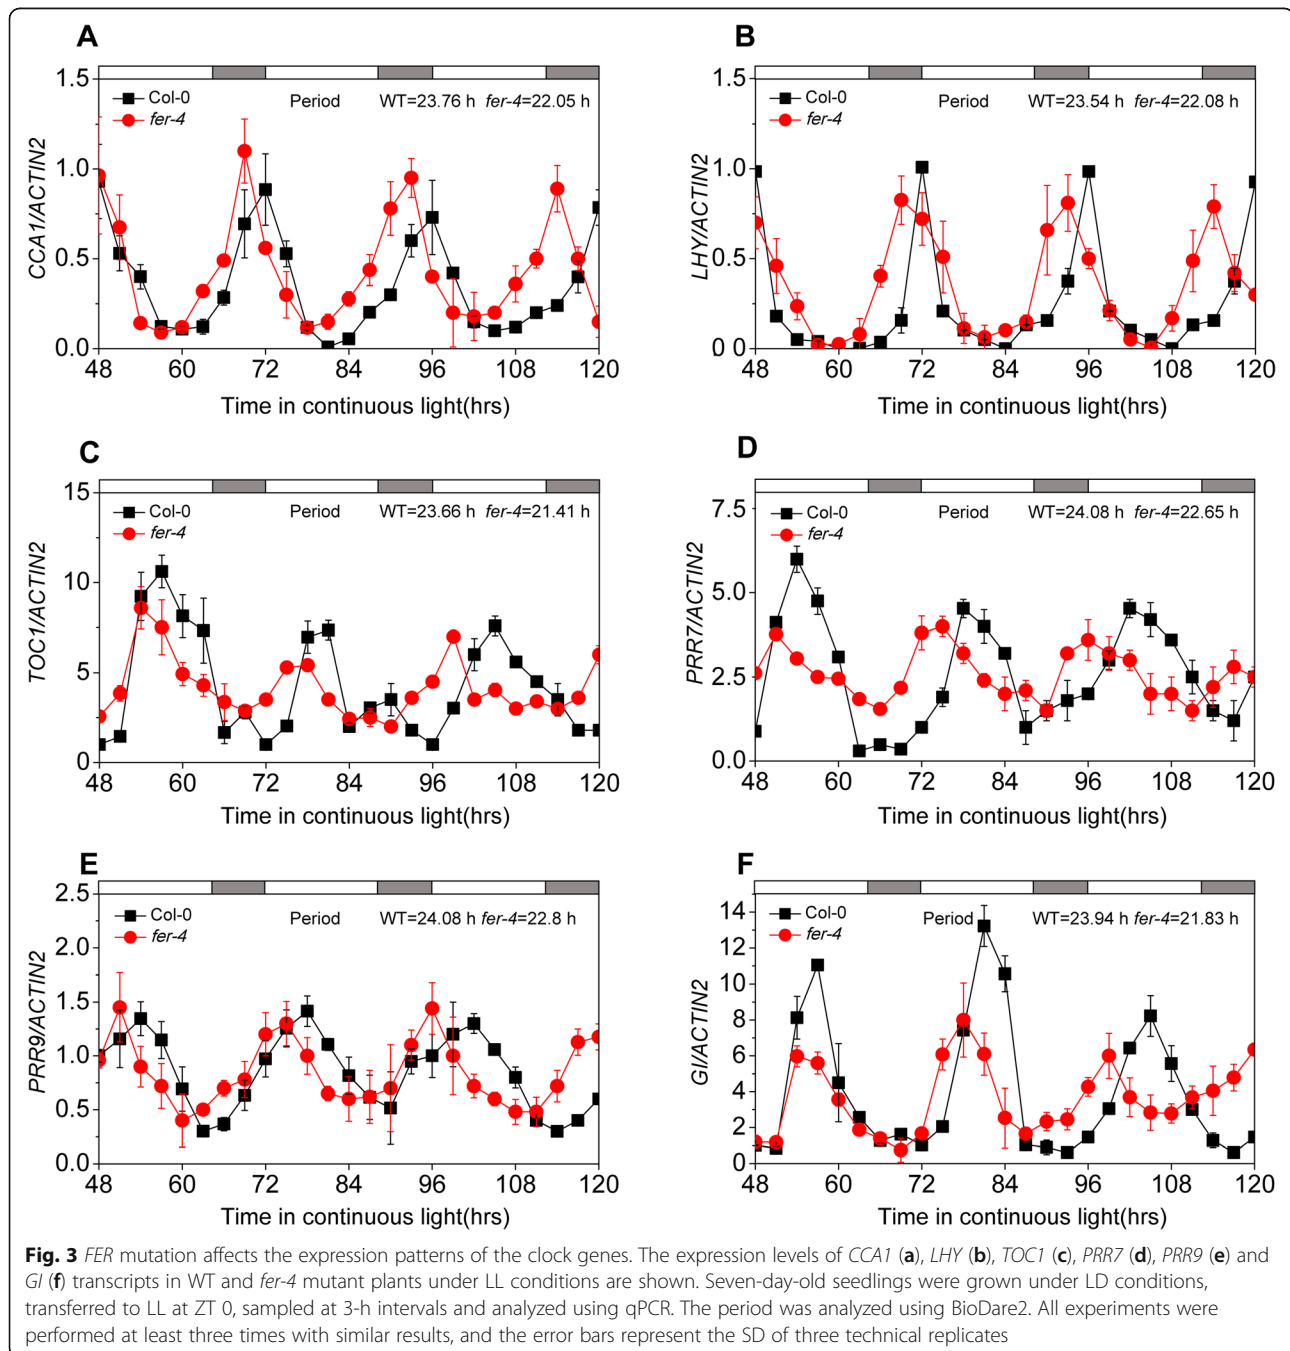 A
1.5
1.0
0.5
0.0
CCA1/ACTIN2
Col-0
fer-4
Period WT=23.76 h fer-4=22.05 h
48 60 72 84 96 108 120
Time in continuous light(hrs)
B
1.5
1.0
0.5
0.0
LHY/ACTIN2
Col-0
fer-4
Period WT=23.54 h fer-4=22.08 h
48 60 72 84 96 108 120
Time in continuous light(hrs)
C
15
10
5
0
TOC1/ACTIN2
Col-0
fer-4
Period WT=23.66 h fer-4=21.41 h
48 60 72 84 96 108 120
Time in continuous light(hrs)
D
7.5
5.0
2.5
0.0
PRR7/ACTIN2
Col-0
fer-4
Period WT=24.08 h fer-4=22.65 h
48 60 72 84 96 108 120
Time in continuous light(hrs)
E
2.5
2.0
1.5
1.0
0.5
0.0
PRR9/ACTIN2
Col-0
fer-4
Period WT=24.08 h fer-4=22.8 h
48 60 72 84 96 108 120
Time in continuous light(hrs)
F
14
12
10
8
6
4
2
0
GI/ACTIN2
Col-0
fer-4
Period WT=23.94 h fer-4=21.83 h
48 60 72 84 96 108 120
Time in continuous light(hrs)
Fig. 3 FER mutation affects the expression patterns of the clock genes. The expression levels of CCA1 (a), LHY (b), TOC1 (c), PRR7 (d), PRR9 (e) and
GI (f) transcripts in WT and fer-4 mutant plants under LL conditions are shown. Seven-day-old seedlings were grown under LD conditions,
transferred to LL at ZT 0, sampled at 3-h intervals and analyzed using qPCR. The period was analyzed using BioDare2. All experiments were
performed at least three times with similar results, and the error bars represent the SD of three technical replicates